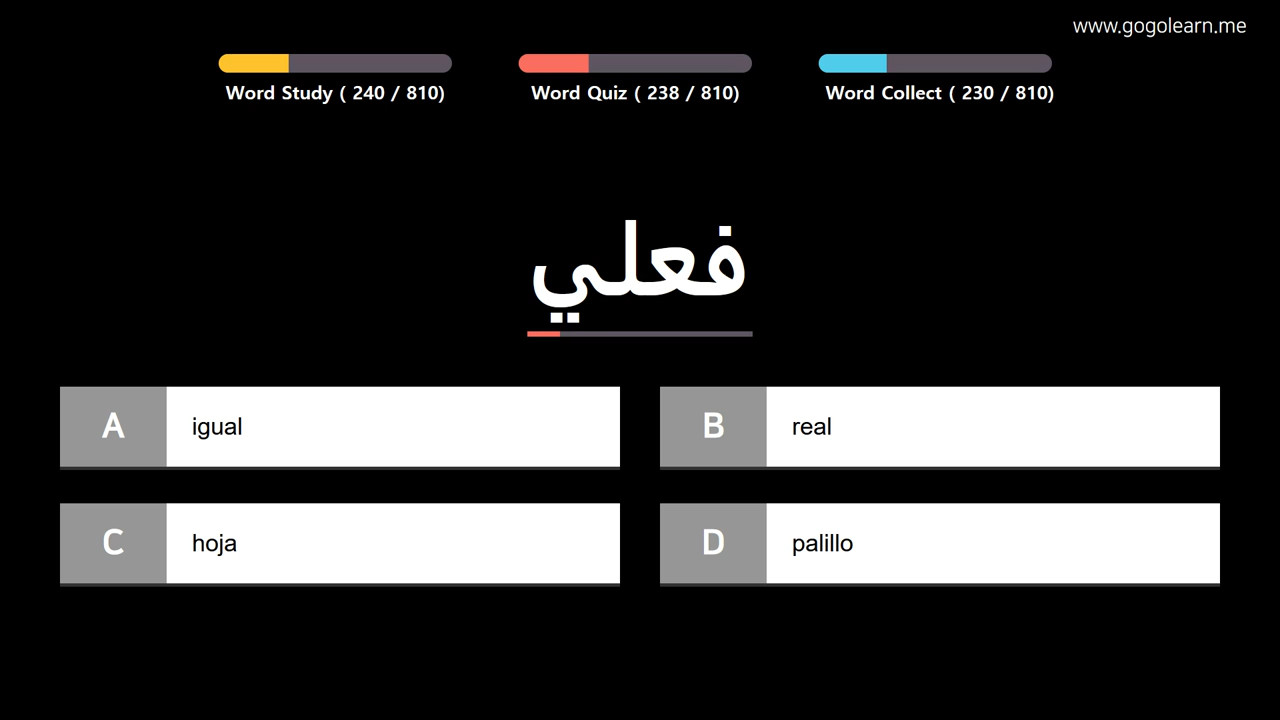 www.gogolearn.me
Word Study ( 240 / 810)
Word Quiz ( 238 / 810)
Word Collect ( 230 / 810)
فعلي
A igual
B real
C hoja
D palillo